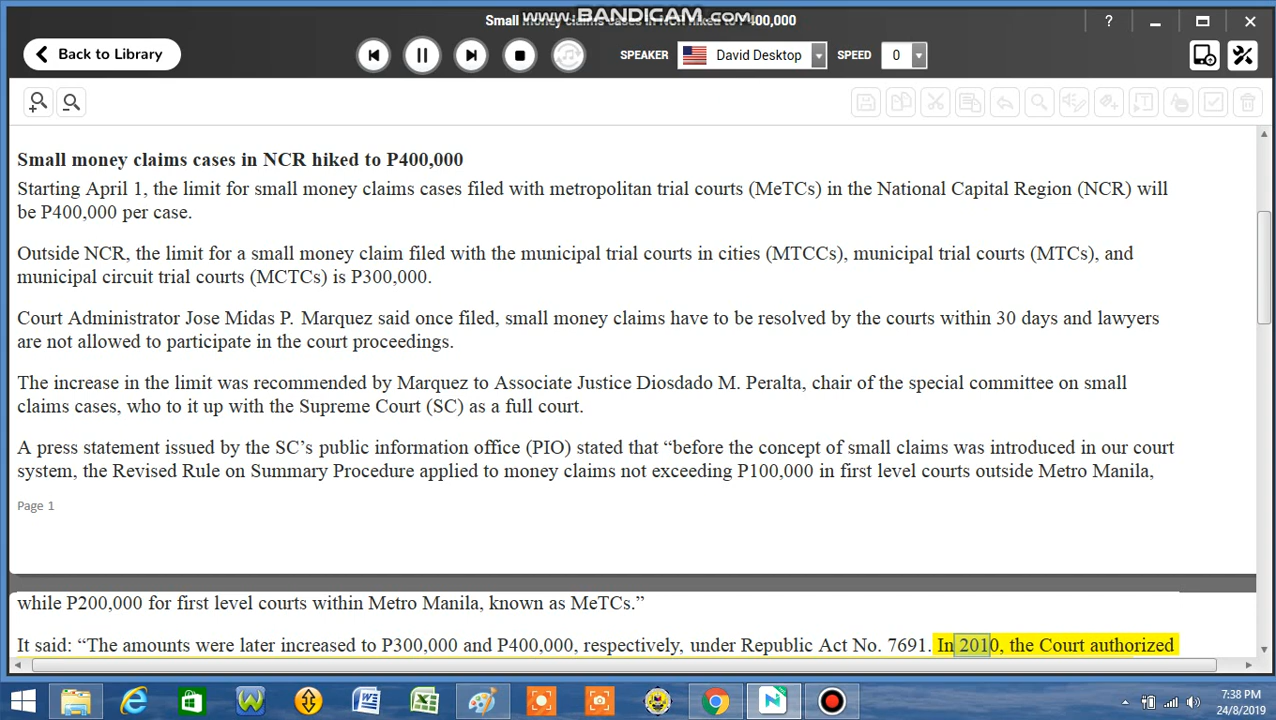 Small money claims cases in NCR hiked to P400,000
www.BANDICAM.com
Back to Library
SPEAKER
David Desktop
SPEED
0
?
Small money claims cases in NCR hiked to P400,000
Starting April 1, the limit for small money claims cases filed with metropolitan trial courts (MeTCs) in the National Capital Region (NCR) will
be P400,000 per case.
Outside NCR, the limit for a small money claim filed with the municipal trial courts in cities (MTCCs), municipal trial courts (MTCs), and
municipal circuit trial courts (MCTCs) is P300,000.
Court Administrator Jose Midas P. Marquez said once filed, small money claims have to be resolved by the courts within 30 days and lawyers
are not allowed to participate in the court proceedings.
The increase in the limit was recommended by Marquez to Associate Justice Diosdado M. Peralta, chair of the special committee on small
claims cases, who to it up with the Supreme Court (SC) as a full court.
A press statement issued by the SC’s public information office (PIO) stated that “before the concept of small claims was introduced in our court
system, the Revised Rule on Summary Procedure applied to money claims not exceeding P100,000 in first level courts outside Metro Manila,
Page 1
while P200,000 for first level courts within Metro Manila, known as MeTCs.”
It said: “The amounts were later increased to P300,000 and P400,000, respectively, under Republic Act No. 7691. In 2010, the Court authorized
7:38 PM
24/8/2019